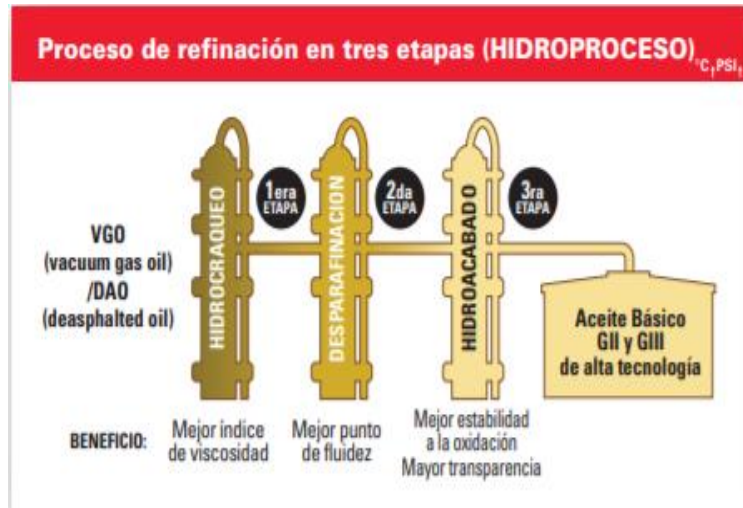 Proceso de refinación en tres etapas (HIDROPROCESO)°C↑PSI↑
VGO
(vacuum gas oil)
/DAO
(deasphalted oil)
HIDROCRAQUEO
1era
ETAPA
DESPARAFINACION
2da
ETAPA
HIDROACABADO
3ra
ETAPA
Aceite Básico
GII y GIII
de alta tecnología
BENEFICIO:
Mejor índice
de viscosidad
Mejor punto
de fluidez
Mejor estabilidad
a la oxidación
Mayor transparencia